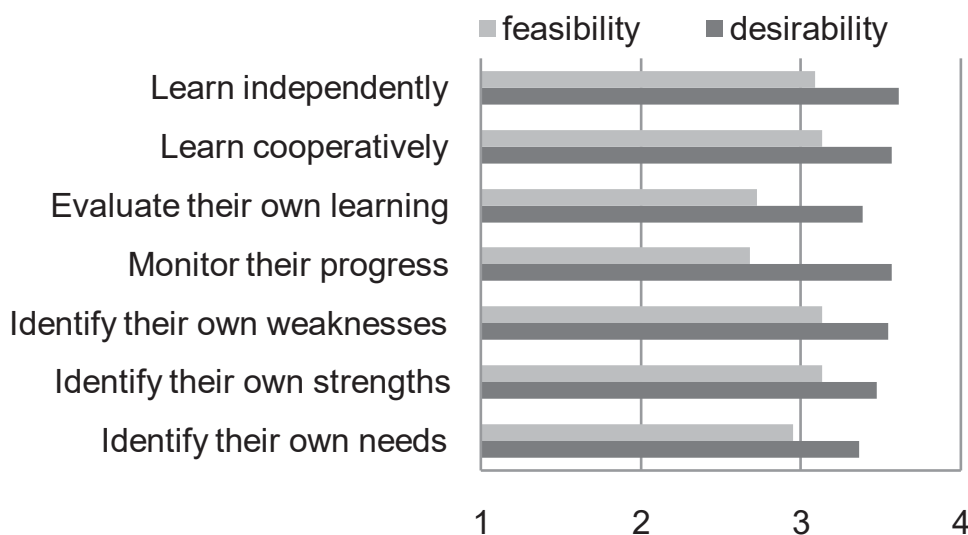 feasibility desirability
Learn independently
Learn cooperatively
Evaluate their own learning
Monitor their progress
Identify their own weaknesses
Identify their own strengths
Identify their own needs
1 2 3 4